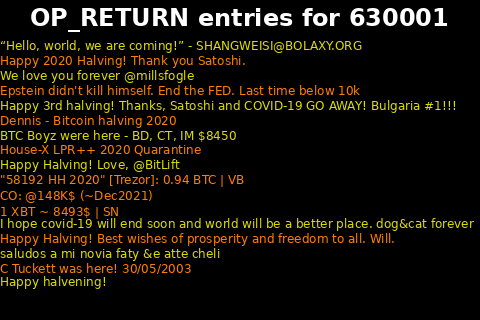 OP_RETURN entries for 630001
“Hello, world, we are coming!” - SHANGWEISI@BOLAXY.ORG
Happy 2020 Halving! Thank you Satoshi.
We love you forever @millsfogle
Epstein didn't kill himself. End the FED. Last time below 10k
Happy 3rd halving! Thanks, Satoshi and COVID-19 GO AWAY! Bulgaria #1!!!
Dennis - Bitcoin halving 2020
BTC Boyz were here - BD, CT, IM $8450
House-X LPR++ 2020 Quarantine
Happy Halving! Love, @BitLift
"58192 HH 2020" [Trezor]: 0.94 BTC | VB
CO: @148K$ (~Dec2021)
1 XBT ~ 8493$ | SN
I hope covid-19 will end soon and world will be a better place. dog&cat forever
Happy Halving! Best wishes of prosperity and freedom to all. Will.
saludos a mi novia faty &e atte cheli
C Tuckett was here! 30/05/2003
Happy halvening!